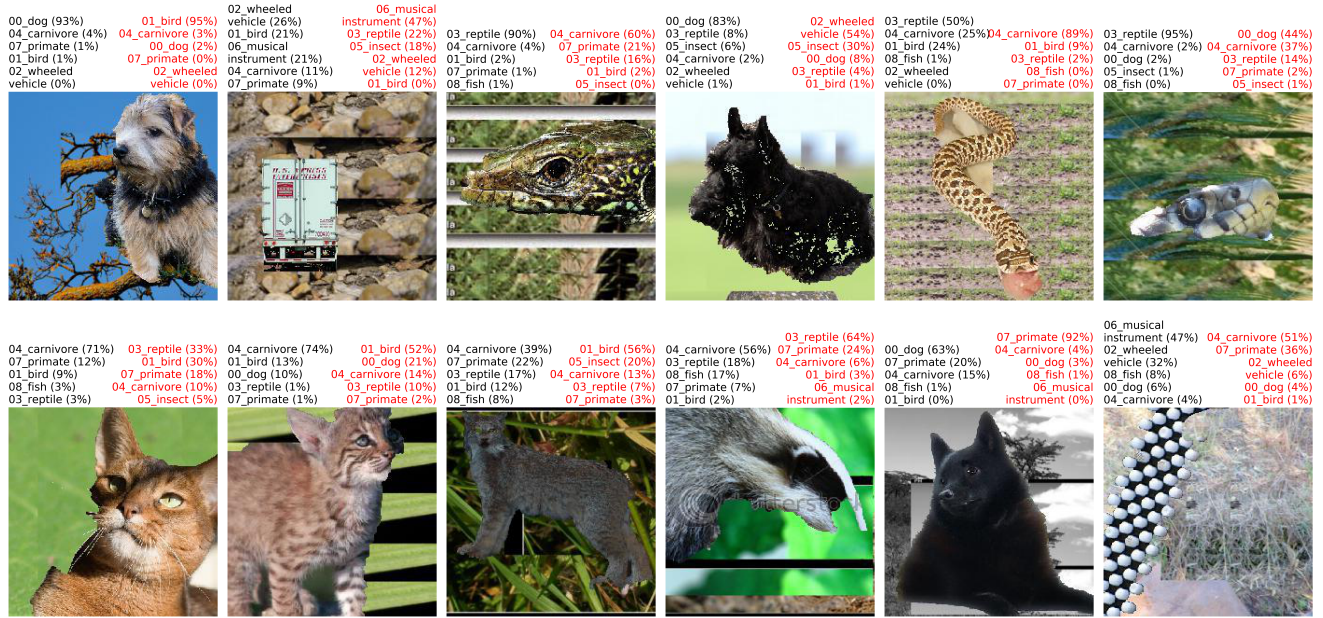 00_dog (93%)
04_carnivore (4%)
07_primate (1%)
01_bird (1%)
02_wheeled
vehicle (0%)
01_bird (95%)
04_carnivore (3%)
00_dog (2%)
07_primate (0%)
02_wheeled
vehicle (0%)
02_wheeled
vehicle (26%)
01_bird (21%)
06_musical
instrument (21%)
04_carnivore (11%)
07_primate (9%)
06_musical
instrument (47%)
03_reptile (22%)
05_insect (18%)
02_wheeled
vehicle (12%)
01_bird (0%)
03_reptile (90%)
04_carnivore (4%)
01_bird (2%)
07_primate (1%)
08_fish (1%)
04_carnivore (60%)
07_primate (21%)
03_reptile (16%)
01_bird (2%)
05_insect (0%)
00_dog (83%)
03_reptile (8%)
05_insect (6%)
04_carnivore (2%)
02_wheeled
vehicle (1%)
02_wheeled
vehicle (54%)
05_insect (30%)
00_dog (8%)
03_reptile (4%)
01_bird (1%)
03_reptile (50%)
04_carnivore (25%)
01_bird (24%)
08_fish (1%)
02_wheeled
vehicle (0%)
04_carnivore (89%)
01_bird (9%)
03_reptile (2%)
08_fish (0%)
07_primate (0%)
03_reptile (95%)
04_carnivore (2%)
00_dog (2%)
05_insect (1%)
08_fish (0%)
00_dog (44%)
04_carnivore (37%)
03_reptile (14%)
07_primate (2%)
05_insect (1%)
04_carnivore (71%)
07_primate (12%)
01_bird (9%)
08_fish (3%)
03_reptile (3%)
03_reptile (33%)
01_bird (30%)
07_primate (18%)
04_carnivore (10%)
05_insect (5%)
04_carnivore (74%)
01_bird (13%)
00_dog (10%)
03_reptile (1%)
07_primate (1%)
01_bird (52%)
00_dog (21%)
04_carnivore (14%)
03_reptile (10%)
07_primate (2%)
04_carnivore (39%)
07_primate (22%)
03_reptile (17%)
01_bird (12%)
08_fish (8%)
01_bird (56%)
05_insect (20%)
04_carnivore (13%)
03_reptile (7%)
07_primate (3%)
04_carnivore (56%)
03_reptile (18%)
08_fish (17%)
07_primate (7%)
01_bird (2%)
03_reptile (64%)
07_primate (24%)
04_carnivore (6%)
01_bird (3%)
06_musical
instrument (2%)
00_dog (63%)
07_primate (20%)
04_carnivore (15%)
08_fish (1%)
01_bird (0%)
07_primate (92%)
04_carnivore (4%)
00_dog (3%)
08_fish (1%)
06_musical
instrument (0%)
06_musical
instrument (47%)
02_wheeled
vehicle (32%)
08_fish (8%)
00_dog (6%)
04_carnivore (4%)
04_carnivore (51%)
07_primate (36%)
02_wheeled
vehicle (6%)
00_dog (4%)
01_bird (1%)